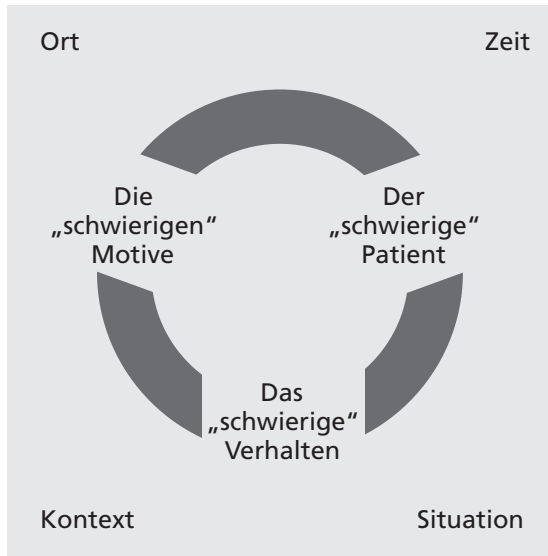 Ort
Zeit
Die
„schwierigen“
Motive
Der
„schwierige“
Patient
Das
„schwierige“
Verhalten
Kontext
Situation